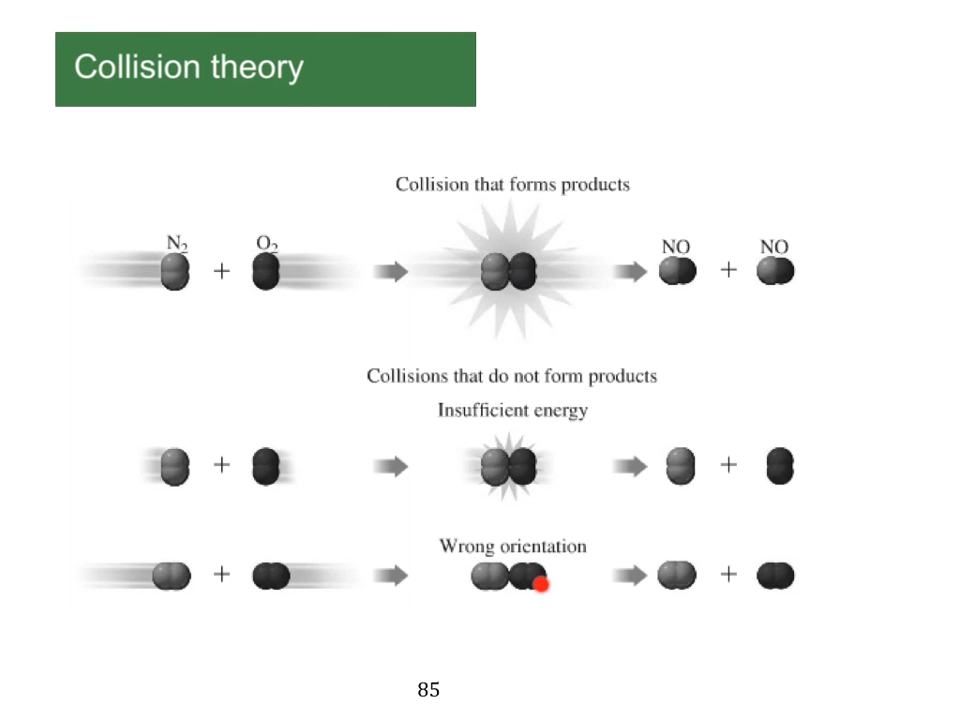 Collision theory
Collision that forms products
N₂ + O₂ NO + NO
Collisions that do not form products
Insufficient energy
+ +
Wrong orientation
+ +
85